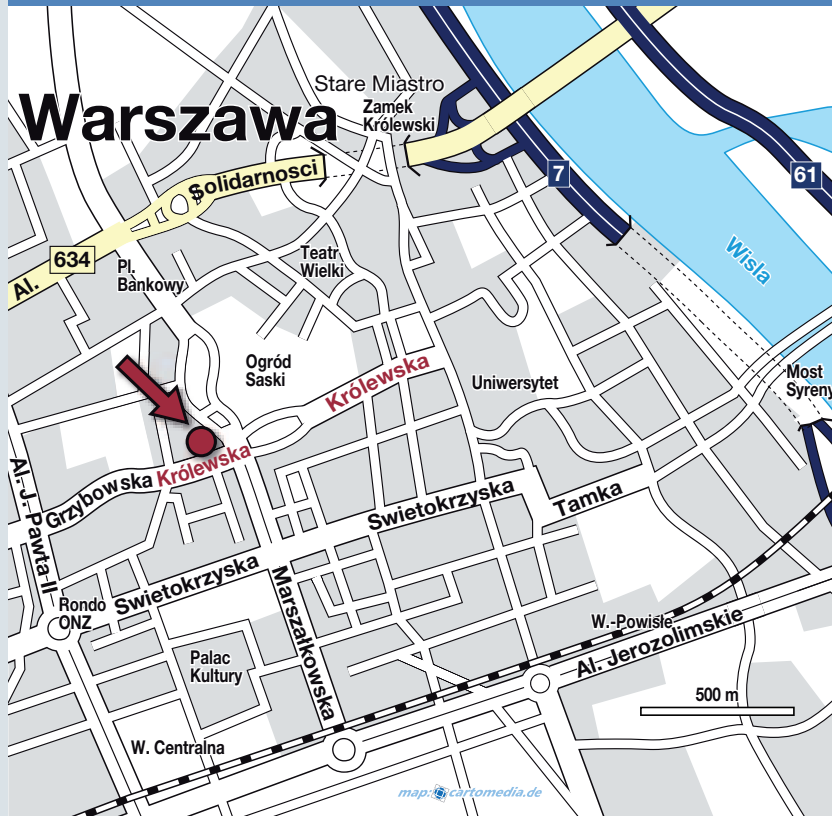 Stare Miastro
Zamek
Królewski
Warszawa
7
61
Solidarnosci
634
Al.
Pl.
Bankowy
Teatr
Wielki
Wisla
Ogród
Saski
Królewska
Uniwersytet
Most
Syreny
Grzybowska
Królewska
Al. J. Pawta II
Swietokrzyska
Tamka
Swietokrzyska
Rondo
ONZ
Marszałkowska
W.-Powisle
Al. Jerozolimskie
Palac
Kultury
500 m
W. Centralna
map: cartomedia.de